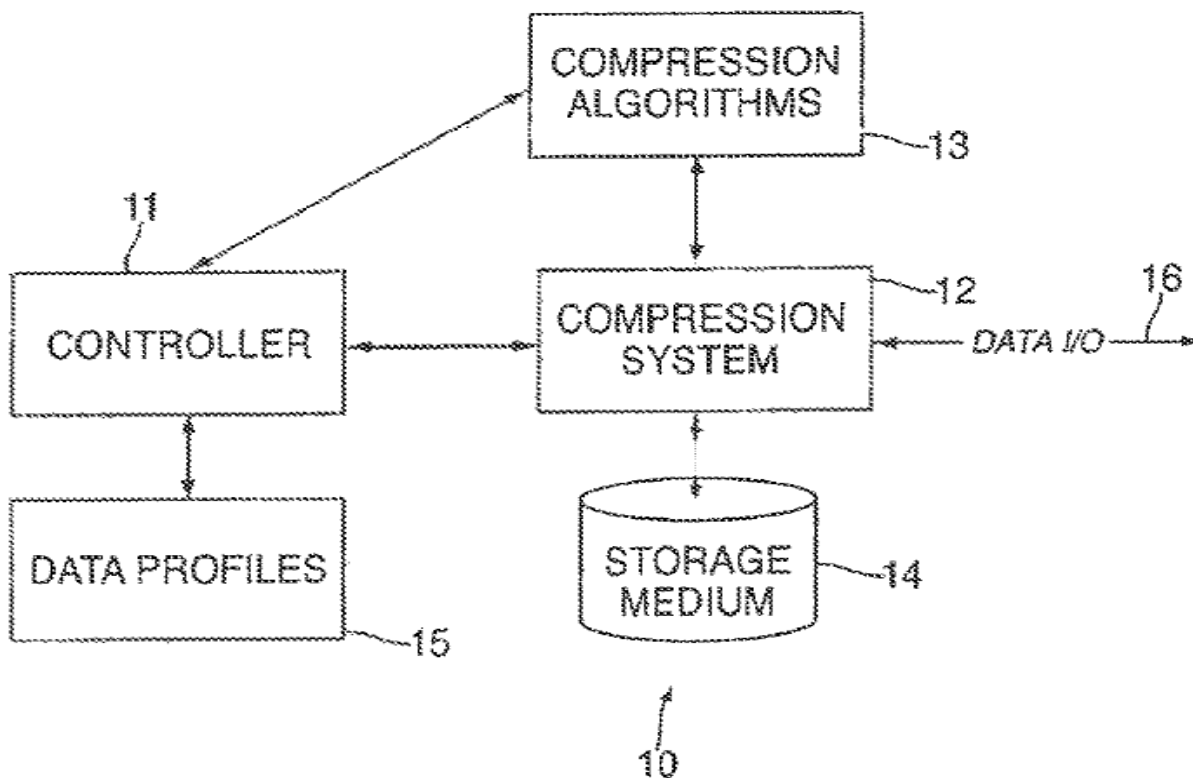 COMPRESSION
ALGORITHMS
13
11
CONTROLLER
COMPRESSION
SYSTEM
12
DATA I/O
16
DATA PROFILES
15
STORAGE
MEDIUM
14
10